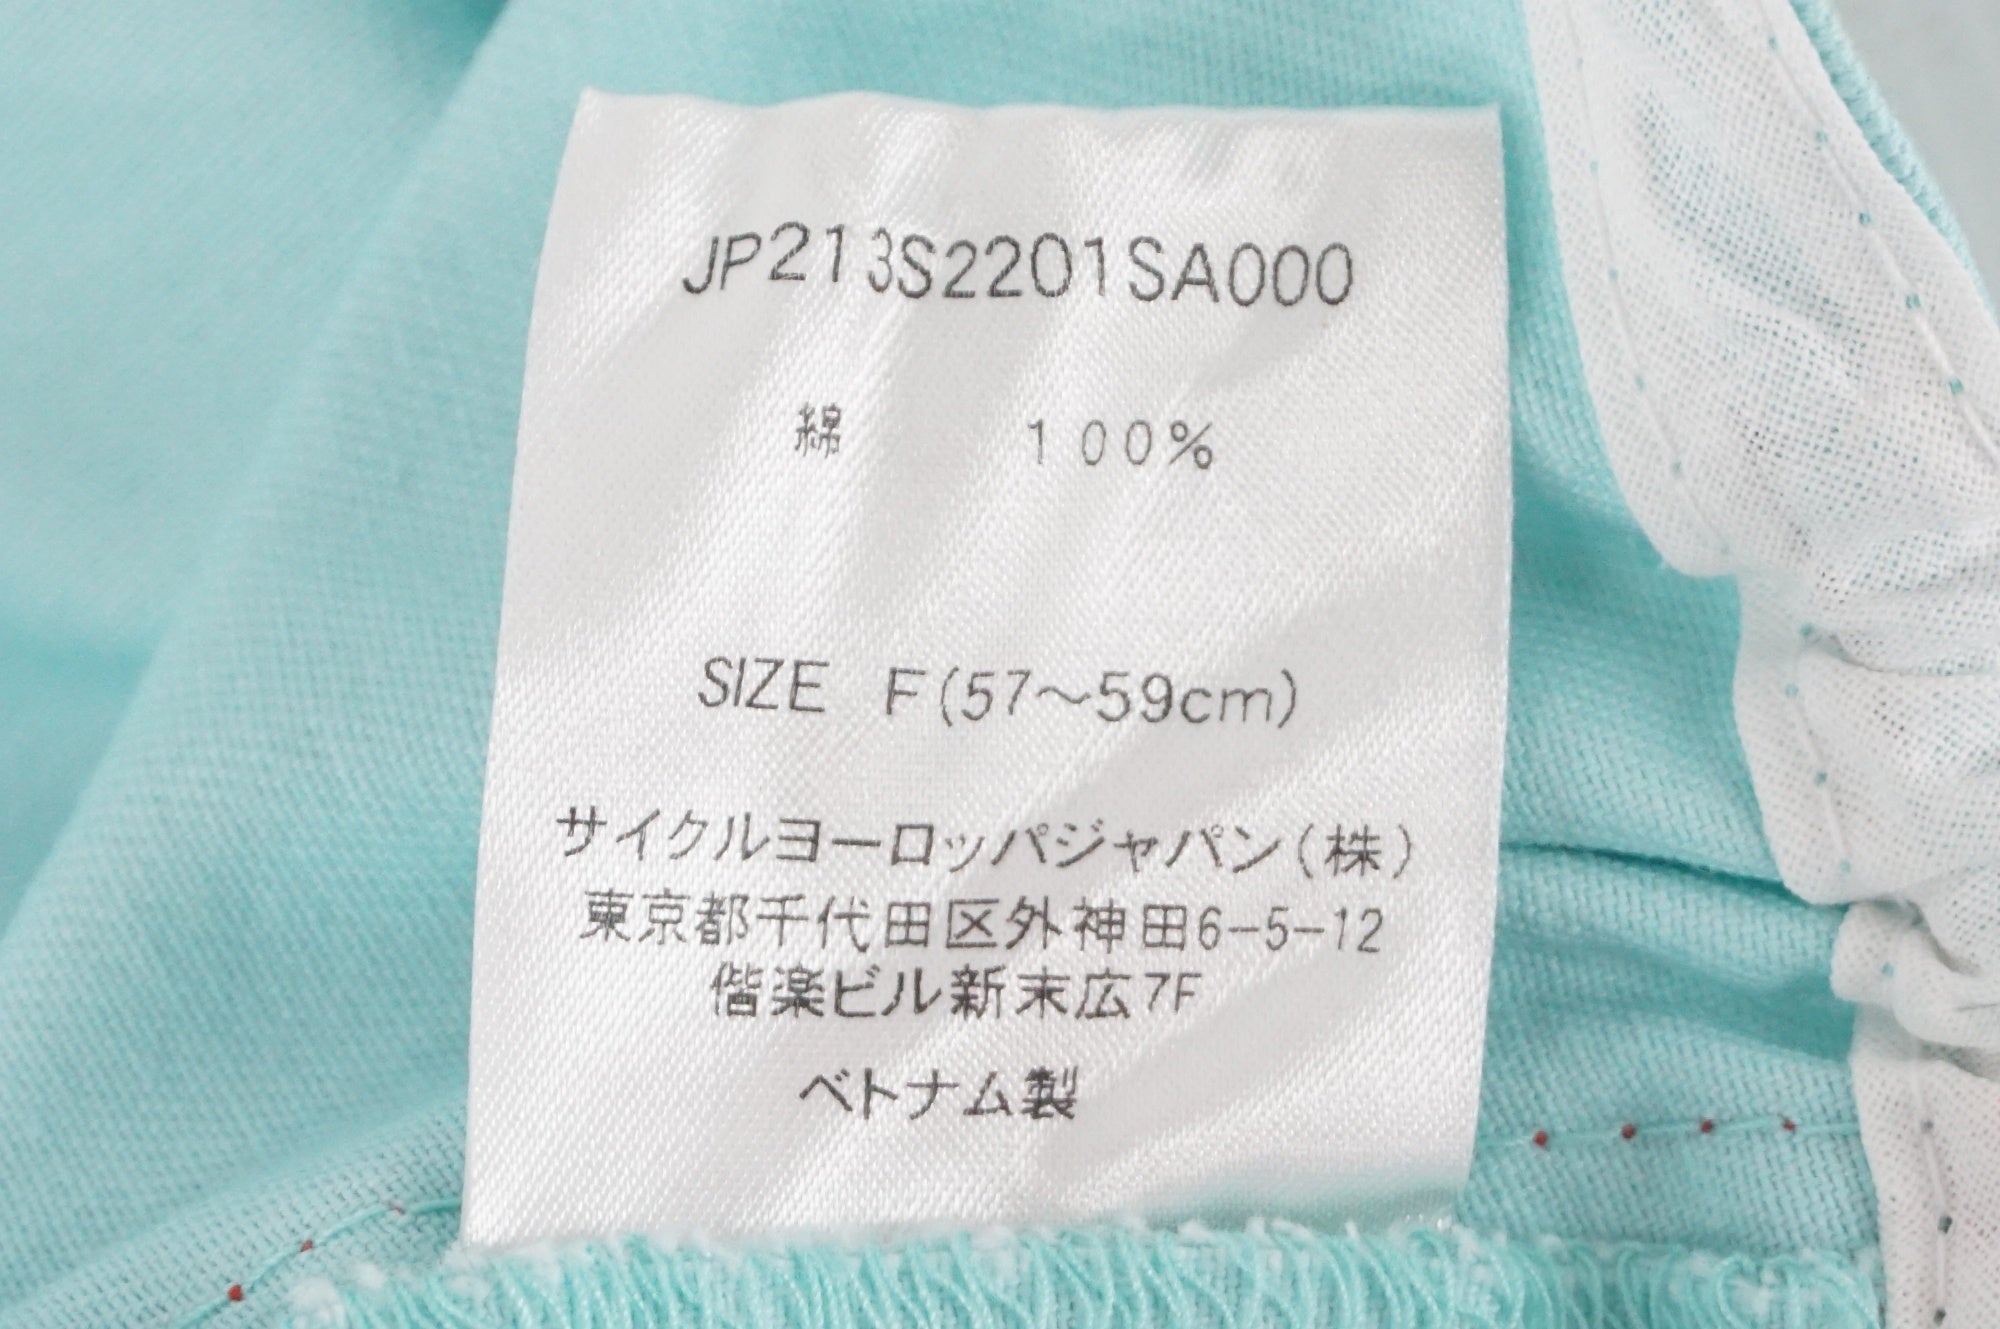 JP213S2201SA000
綿 100%
SIZE F(57～59cm)
サイクルヨーロッパジャパン(株)
東京都千代田区外神田6-5-12
偕楽ビル新末広7F
ベトナム製